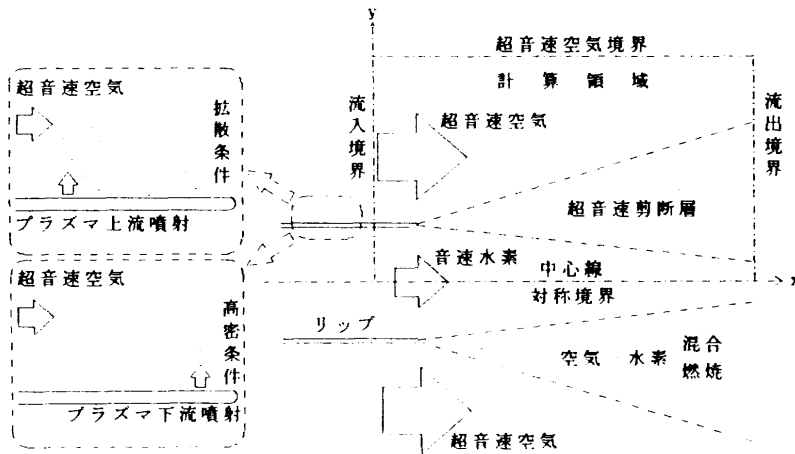 y
超音速空気境界
計算領域
流入境界
超音速空気
流出境界
超音速剪断層
音速水素
中心線
対称境界
x
リップ
空気 水素 混合燃焼
超音速空気
超音速空気
拡散条件
プラズマ上流噴射
超音速空気
高密条件
プラズマ下流噴射